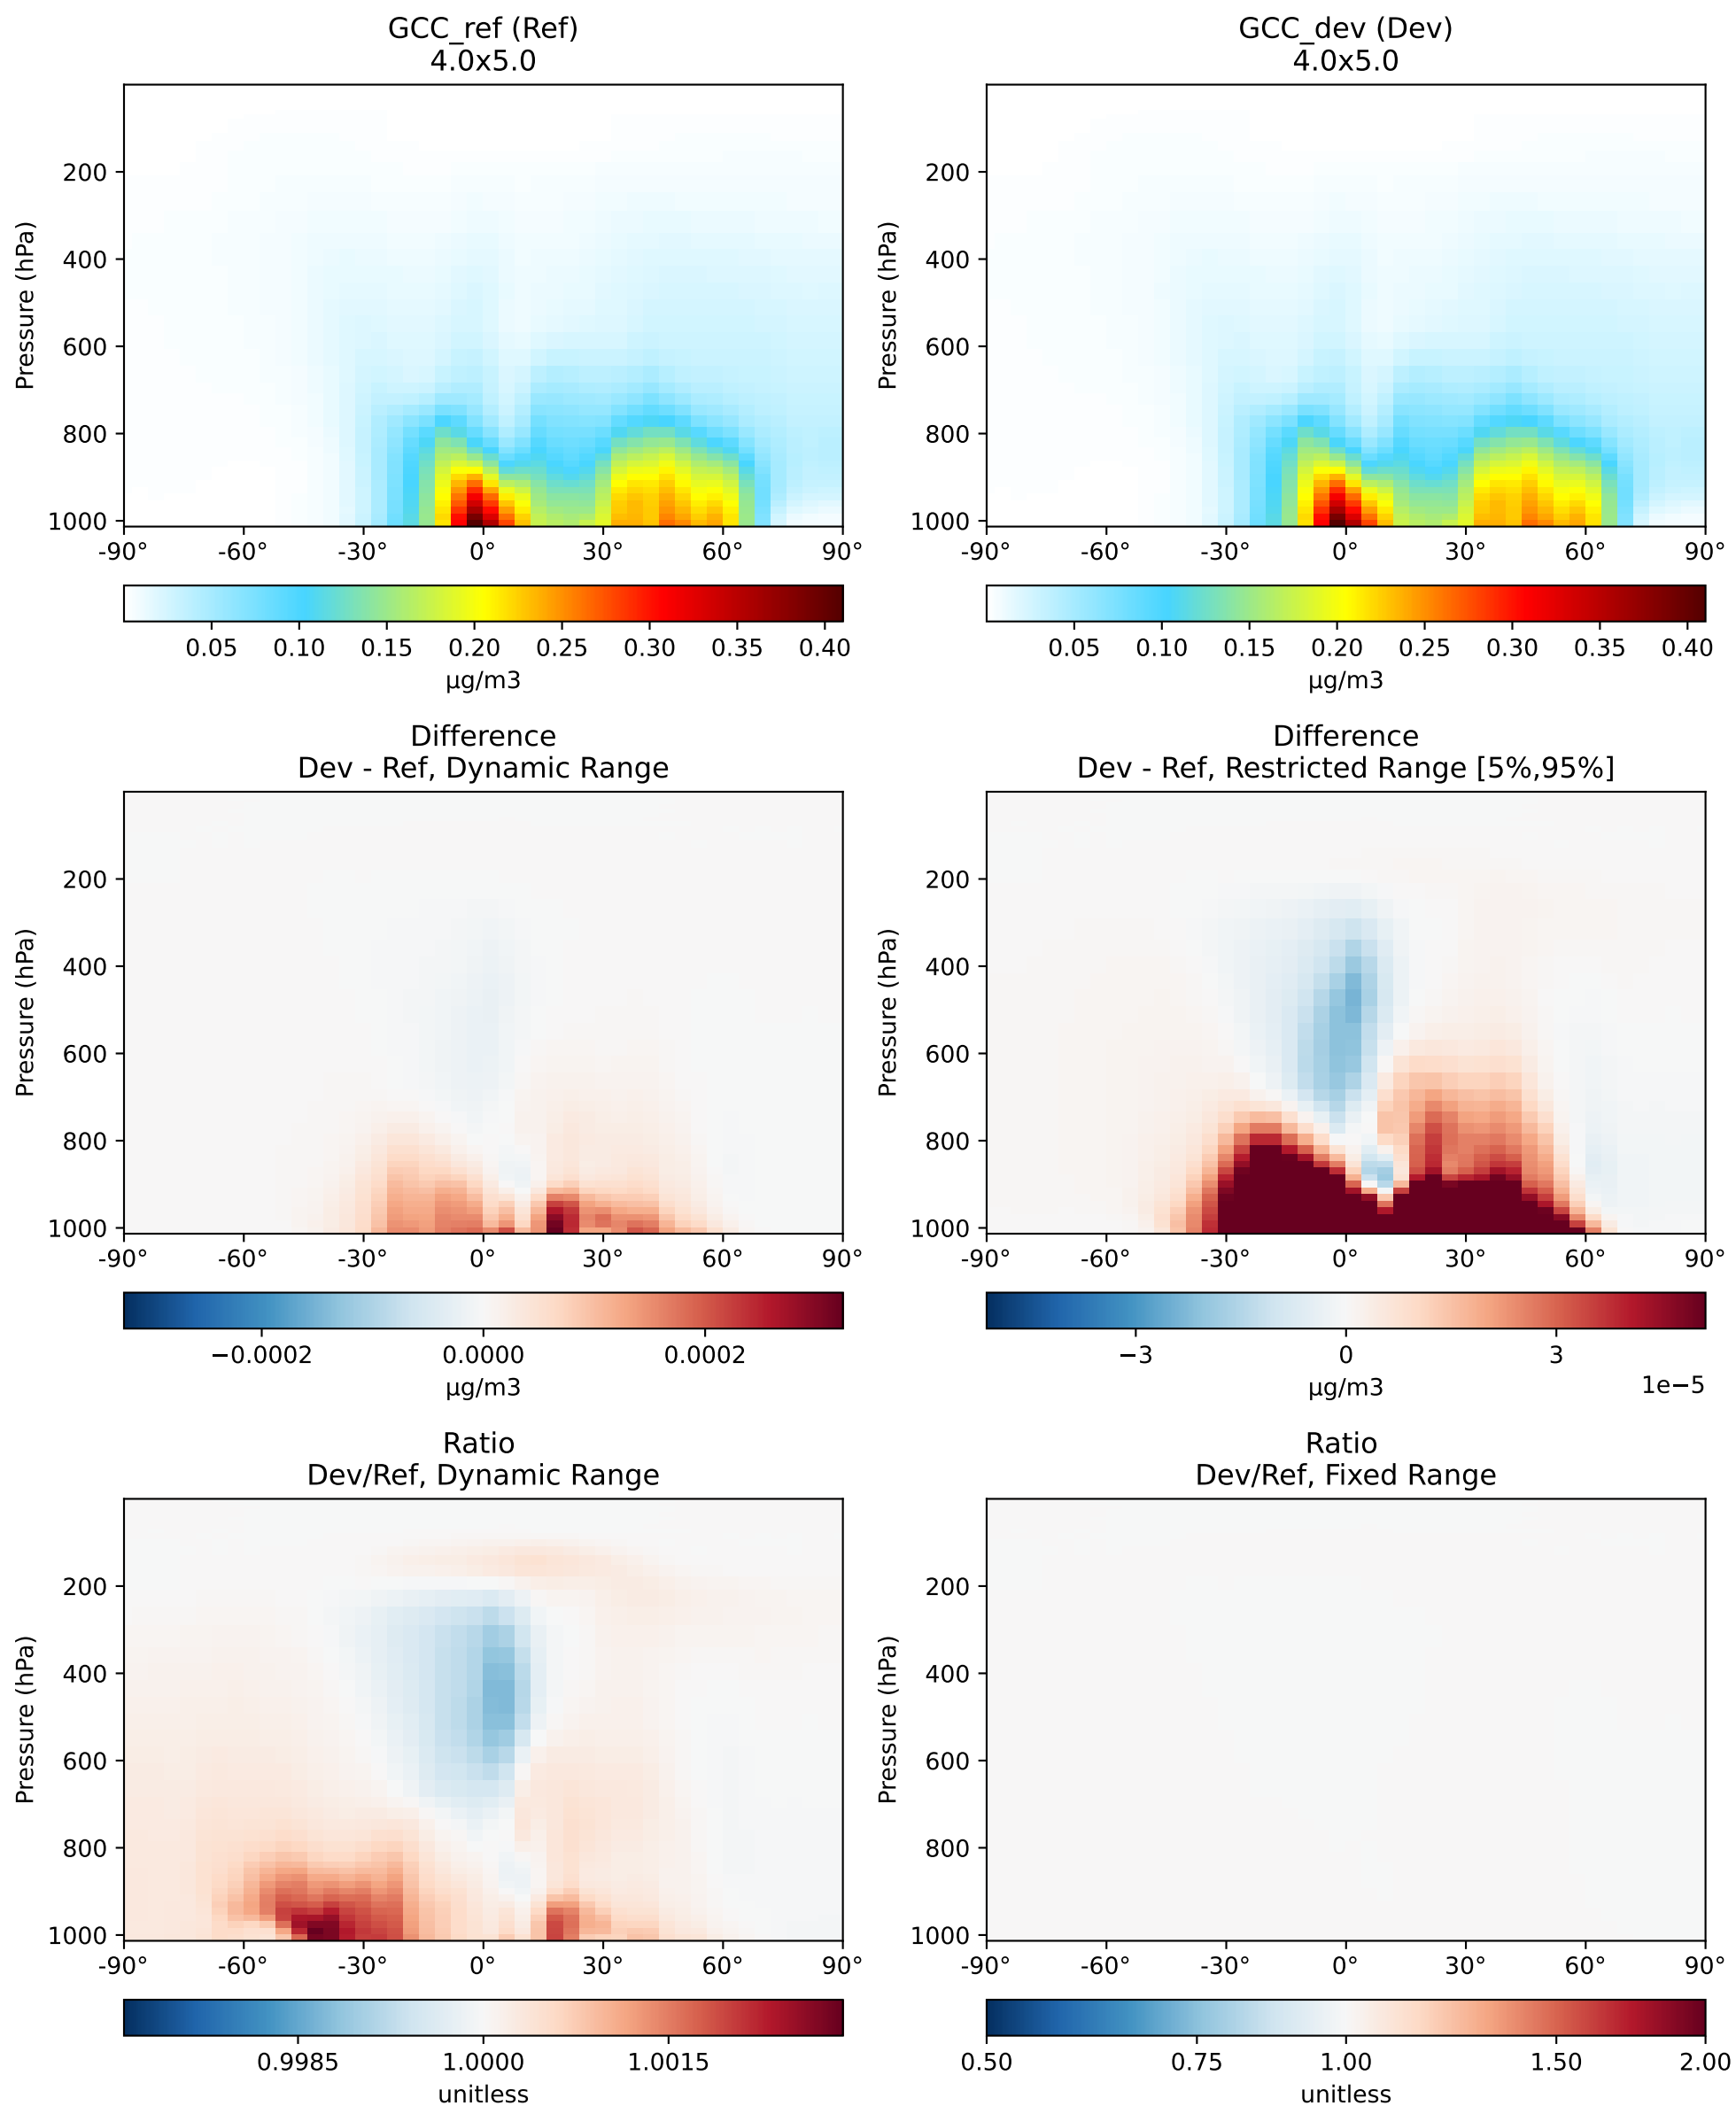 GCC_ref (Ref)
4.0x5.0
GCC_dev (Dev)
4.0x5.0
Pressure (hPa)
200
400
600
800
1000
-90° -60° -30° 0° 30° 60° 90°
0.05 0.10 0.15 0.20 0.25 0.30 0.35 0.40
µg/m3
Pressure (hPa)
200
400
600
800
1000
-90° -60° -30° 0° 30° 60° 90°
0.05 0.10 0.15 0.20 0.25 0.30 0.35 0.40
µg/m3
Difference
Dev - Ref, Dynamic Range
Pressure (hPa)
200
400
600
800
1000
-90° -60° -30° 0° 30° 60° 90°
−0.0002 0.0000 0.0002
µg/m3
Difference
Dev - Ref, Restricted Range [5%,95%]
Pressure (hPa)
200
400
600
800
1000
-90° -60° -30° 0° 30° 60° 90°
−3 0 3
1e−5
µg/m3
Ratio
Dev/Ref, Dynamic Range
Pressure (hPa)
200
400
600
800
1000
-90° -60° -30° 0° 30° 60° 90°
0.9985 1.0000 1.0015
unitless
Ratio
Dev/Ref, Fixed Range
Pressure (hPa)
200
400
600
800
1000
-90° -60° -30° 0° 30° 60° 90°
0.50 0.75 1.00 1.50 2.00
unitless